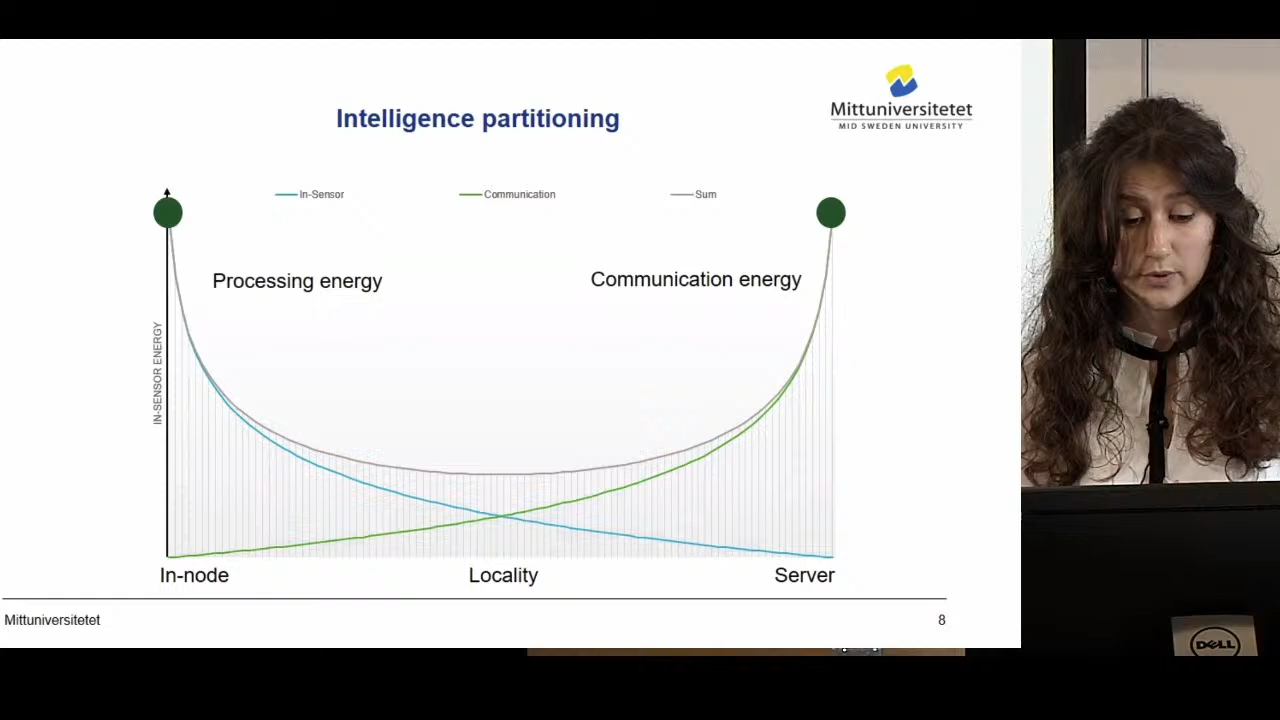 Intelligence partitioning
Mittuniversitetet
MID SWEDEN UNIVERSITY
In-Sensor
Communication
Sum
Processing energy
Communication energy
IN-SENSOR ENERGY
In-node
Locality
Server
Mittuniversitetet
8
DELL